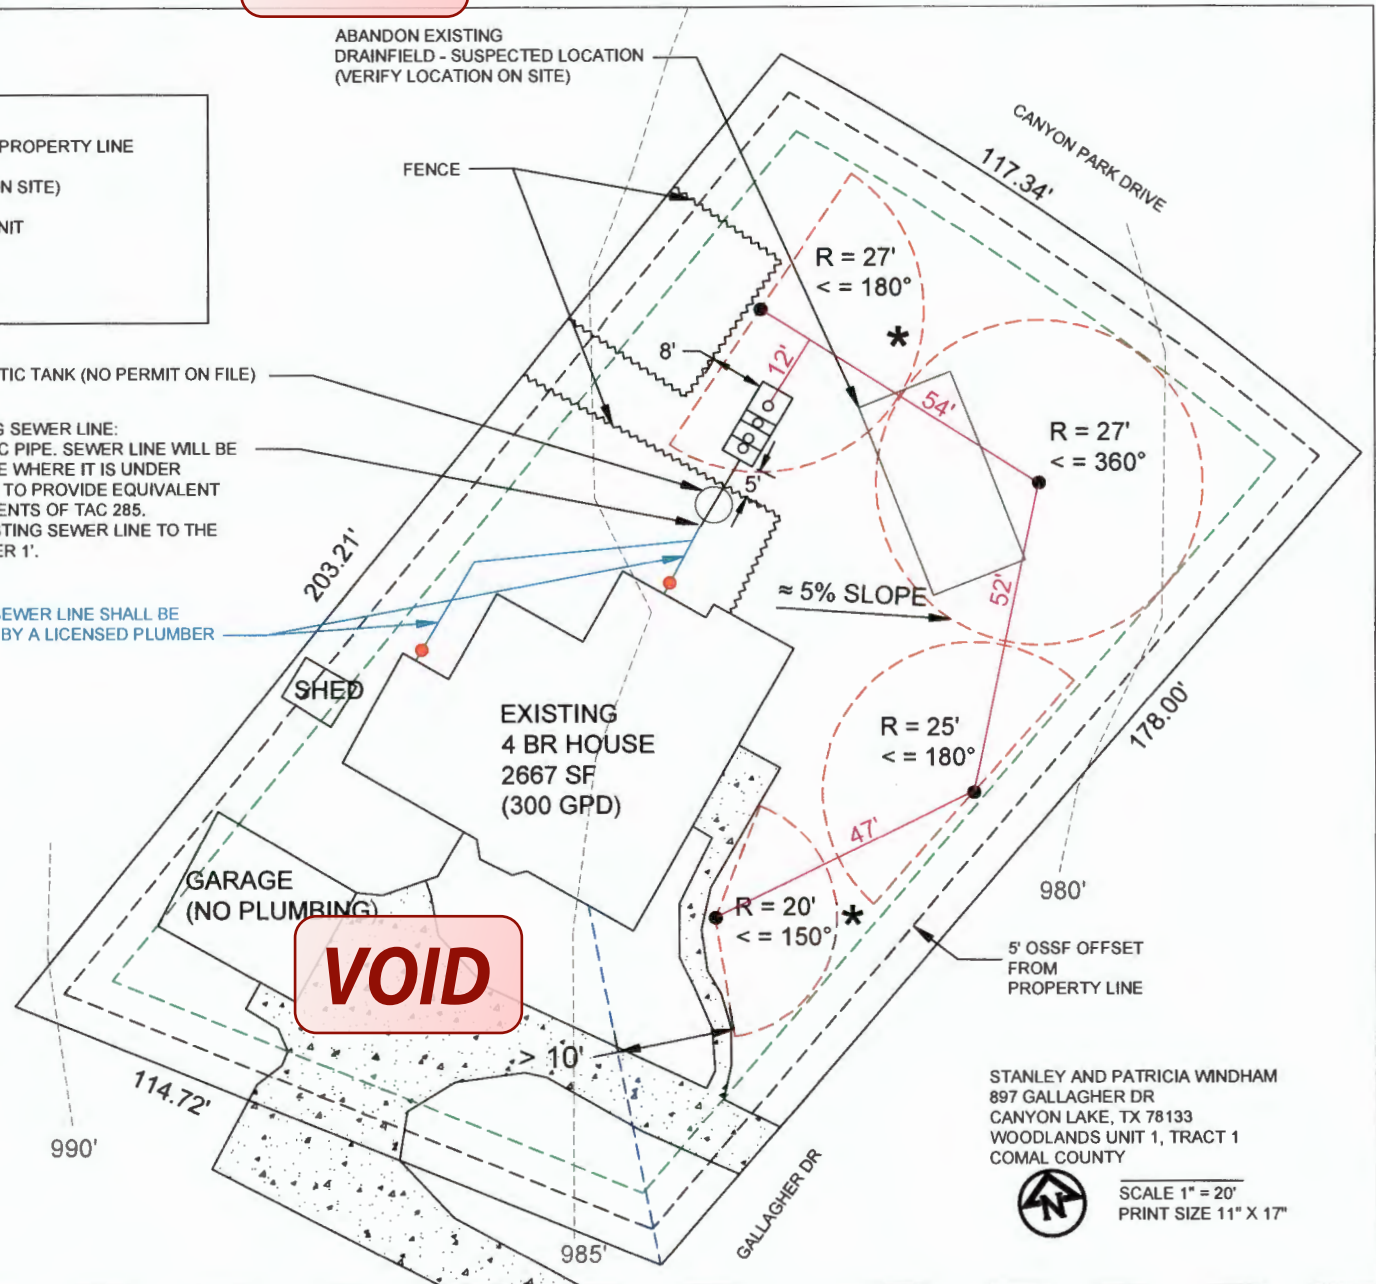 ABANDON EXISTING
DRAINFIELD - SUSPECTED LOCATION
(VERIFY LOCATION ON SITE)
PROPERTY LINE
N SITE)
NIT
FENCE
CANYON PARK DRIVE
117.34'
R = 27'
< = 180°
*
8'
12'
54'
TIC TANK (NO PERMIT ON FILE)
G SEWER LINE:
C PIPE. SEWER LINE WILL BE
E WHERE IT IS UNDER
TO PROVIDE EQUIVALENT
ENTS OF TAC 285.
STING SEWER LINE TO THE
ER 1'.
R = 27'
< = 360°
5'
203.21'
52'
≈ 5% SLOPE
SEWER LINE SHALL BE
BY A LICENSED PLUMBER
SHED
EXISTING
4 BR HOUSE
2667 SF
(300 GPD)
R = 25'
< = 180°
178.00'
47'
GARAGE
(NO PLUMBING)
R = 20'
< = 150°
*
980'
VOID
5' OSSF OFFSET
FROM
PROPERTY LINE
> 10'
114.72'
990'
985'
GALLAGHER DR
STANLEY AND PATRICIA WINDHAM
897 GALLAGHER DR
CANYON LAKE, TX 78133
WOODLANDS UNIT 1, TRACT 1
COMAL COUNTY
N
SCALE 1" = 20'
PRINT SIZE 11" X 17"